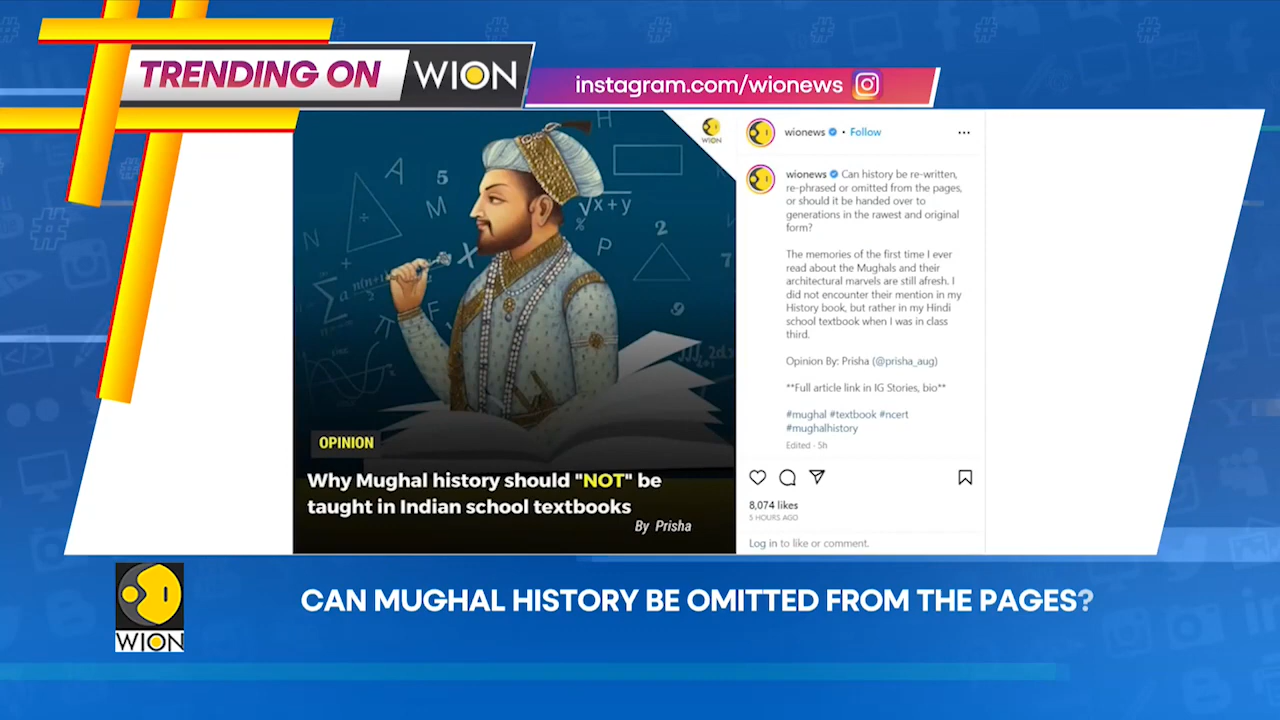 TRENDING ON WION
instagram.com/wionews
WION
wionews • Follow
wionews Can history be re-written,
re-phrased or omitted from the pages,
or should it be handed over to
generations in the rawest and original
form?
The memories of the first time I ever
read about the Mughals and their
architectural marvels are still afresh. I
did not encounter their mention in my
History book, but rather in my Hindi
school textbook when I was in class
third.
Opinion By: Prisha (@prisha_aug)
**Full article link in IG Stories, bio**
#mughal #textbook #ncert
#mughalhistory
Edited · 5h
8,074 likes
5 HOURS AGO
Log in to like or comment.
OPINION
Why Mughal history should "NOT" be
taught in Indian school textbooks
By Prisha
WION
CAN MUGHAL HISTORY BE OMITTED FROM THE PAGES?